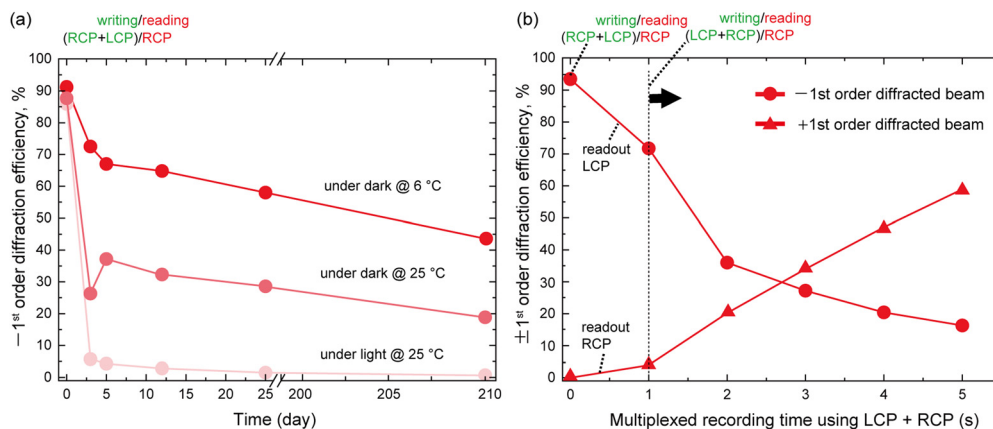 (a)
writing/reading
(RCP+LCP)/RCP
100
90
80
70
60
50
40
30
20
10
0
−1st order diffraction efficiency, %
under dark @ 6 °C
under dark @ 25 °C
under light @ 25 °C
0 5 10 15 20 25 200 205 210
Time (day)
(b)
writing/reading
(RCP+LCP)/RCP
writing/reading
(LCP+RCP)/RCP
100
90
80
70
60
50
40
30
20
10
0
±1st order diffraction efficiency, %
−1st order diffracted beam
+1st order diffracted beam
readout
LCP
readout
RCP
0 1 2 3 4 5
Multiplexed recording time using LCP + RCP (s)